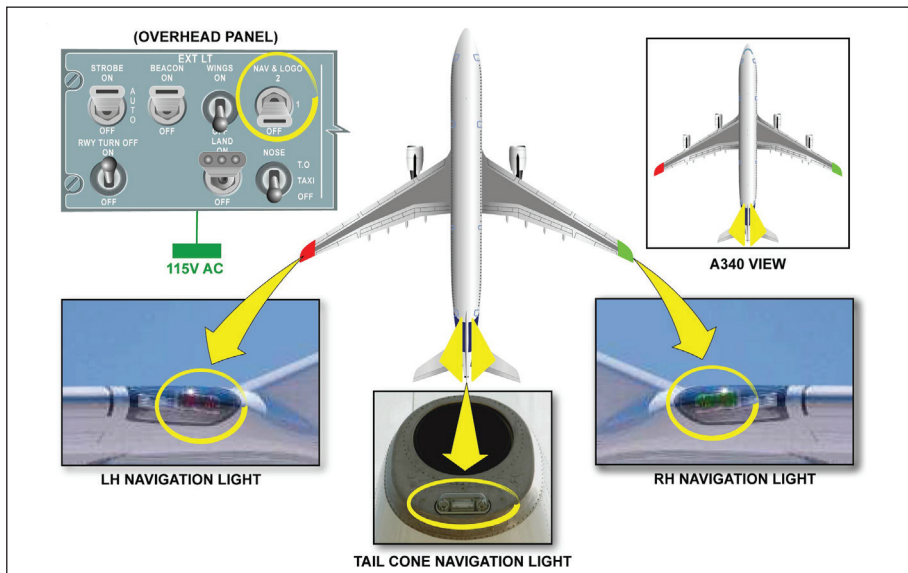 (OVERHEAD PANEL)
EXT LT
STROBE BEACON WINGS NAV & LOGO
ON ON ON 2
A
U
T
O
1
OFF OFF OFF
RWY TURN OFF LAND NOSE
ON ON T.O
TAXI
OFF OFF OFF
115V AC
A340 VIEW
LH NAVIGATION LIGHT
RH NAVIGATION LIGHT
TAIL CONE NAVIGATION LIGHT